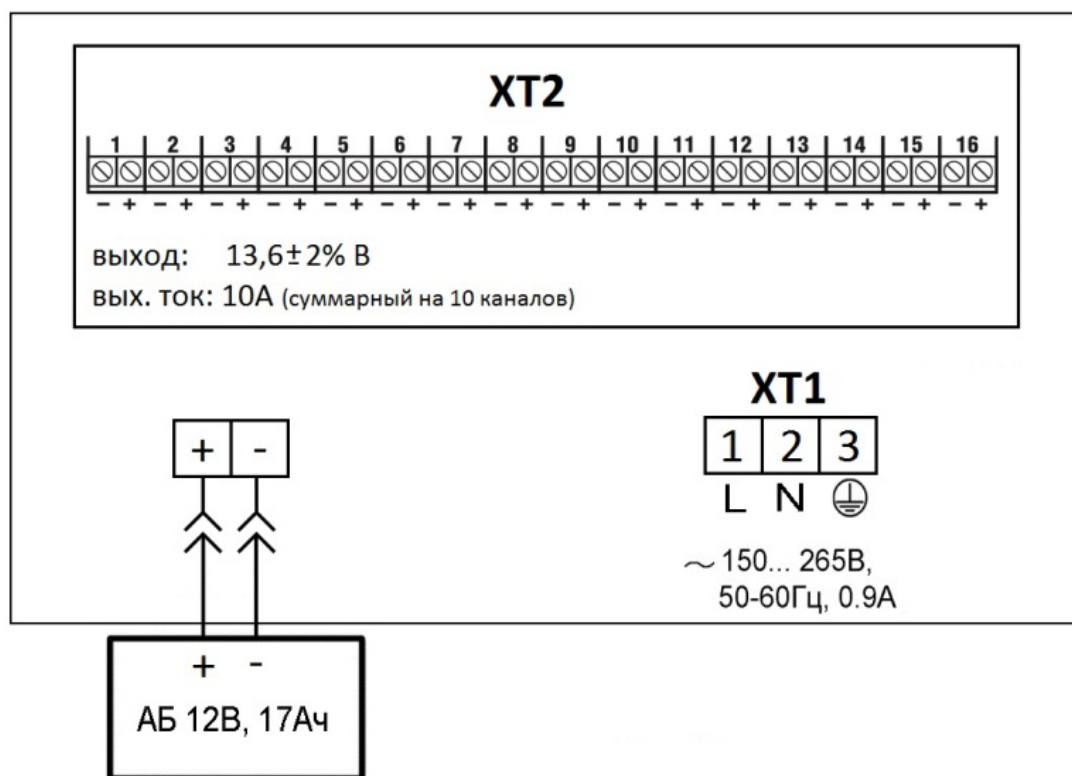 XT2
1 2 3 4 5 6 7 8 9 10 11 12 13 14 15 16
- + - + - + - + - + - + - + - + - + - + - + - + - + - + - + - +
выход: 13,6±2% В
вых. ток: 10А (суммарный на 10 каналов)
XT1
+ -
1 2 3
L N
~ 150... 265В,
50-60Гц, 0.9А
+ -
АБ 12В, 17Ач